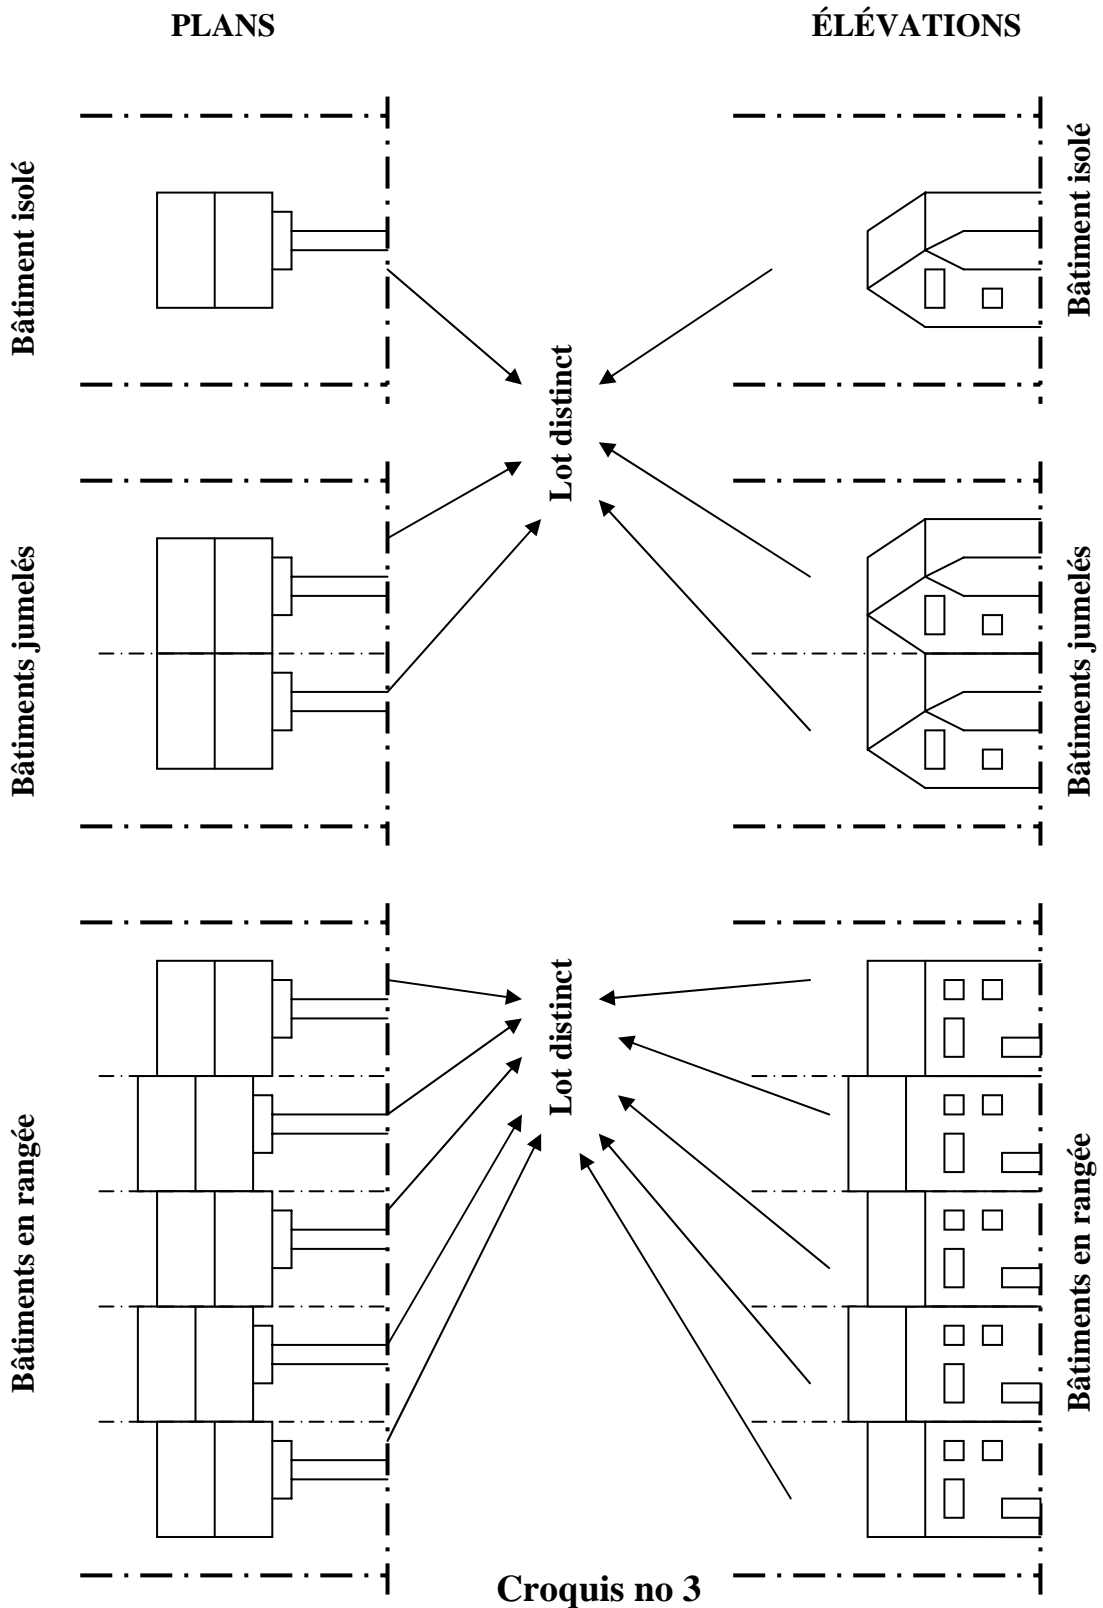 PLANS
ÉLÉVATIONS
Bâtiment isolé
Bâtiment isolé
Lot distinct
Bâtiments jumelés
Bâtiments jumelés
Lot distinct
Bâtiments en rangée
Bâtiments en rangée
Croquis no 3